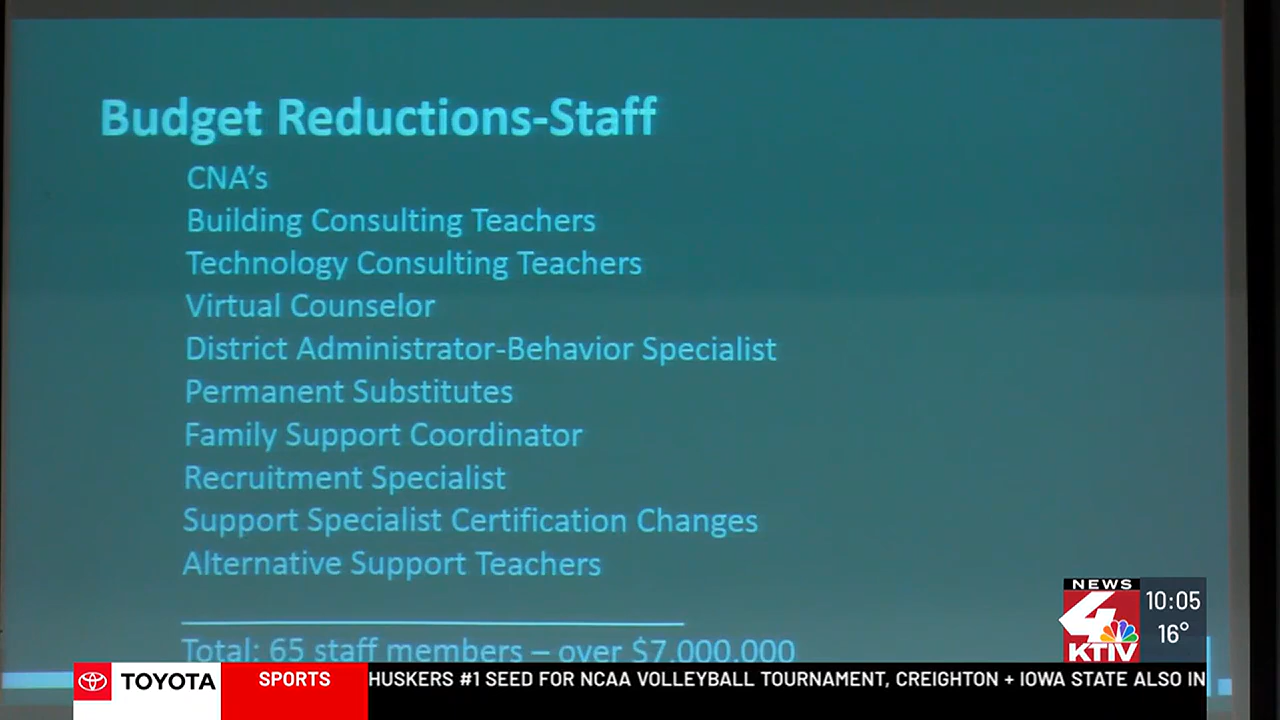 Budget Reductions-Staff
CNA's
Building Consulting Teachers
Technology Consulting Teachers
Virtual Counselor
District Administrator-Behavior Specialist
Permanent Substitutes
Family Support Coordinator
Recruitment Specialist
Support Specialist Certification Changes
Alternative Support Teachers
Total: 65 staff members – over $7,000,000
NEWS
4
KTIV
10:05
16°
TOYOTA
SPORTS
HUSKERS #1 SEED FOR NCAA VOLLEYBALL TOURNAMENT, CREIGHTON + IOWA STATE ALSO IN